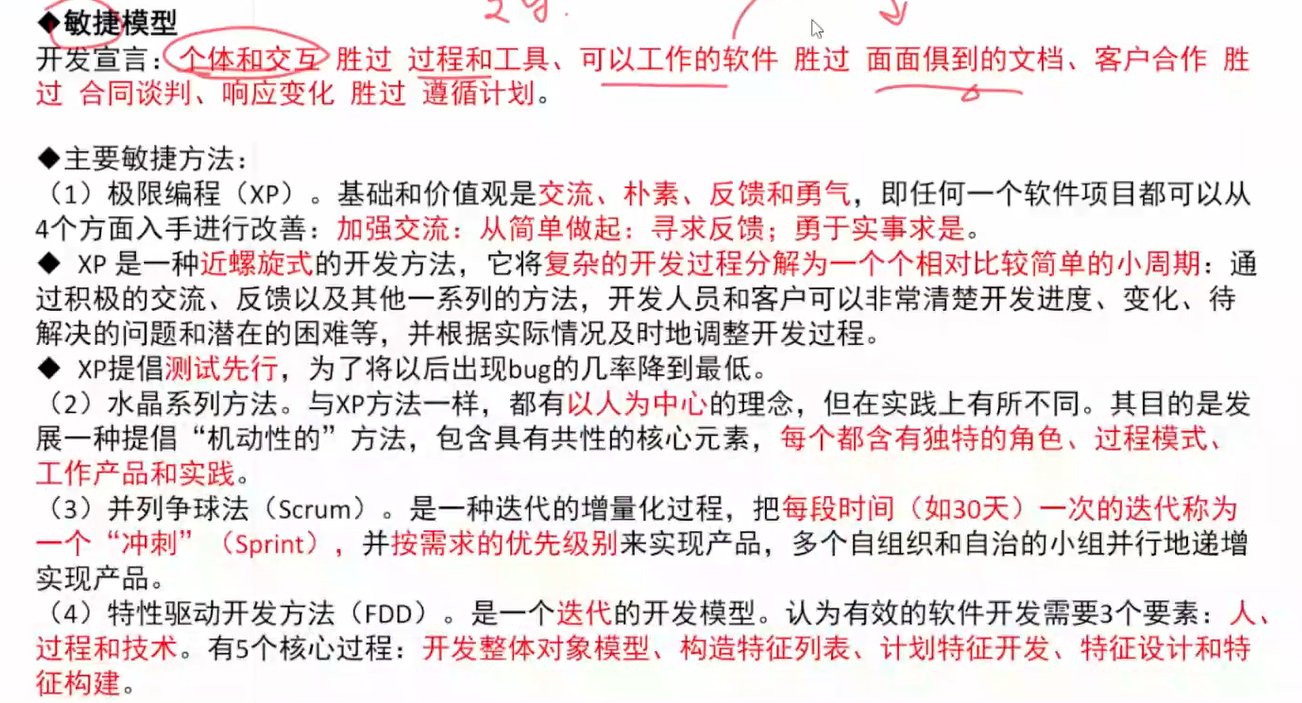 2号.
◆敏捷模型
开发宣言：个体和交互 胜过 过程和工具、可以工作的软件 胜过 面面俱到的文档、客户合作 胜
过 合同谈判、响应变化 胜过 遵循计划。
◆主要敏捷方法：
（1）极限编程（XP）。基础和价值观是交流、朴素、反馈和勇气，即任何一个软件项目都可以从
4个方面入手进行改善：加强交流：从简单做起：寻求反馈；勇于实事求是。
◆ XP 是一种近螺旋式的开发方法，它将复杂的开发过程分解为一个个相对比较简单的小周期：通
过积极的交流、反馈以及其他一系列的方法，开发人员和客户可以非常清楚开发进度、变化、待
解决的问题和潜在的困难等，并根据实际情况及时地调整开发过程。
◆ XP提倡测试先行，为了将以后出现bug的几率降到最低。
（2）水晶系列方法。与XP方法一样，都有以人为中心的理念，但在实践上有所不同。其目的是发
展一种提倡“机动性的”方法，包含具有共性的核心元素，每个都含有独特的角色、过程模式、
工作产品和实践。
（3）并列争球法（Scrum）。是一种迭代的增量化过程，把每段时间（如30天）一次的迭代称为
一个“冲刺”（Sprint），并按需求的优先级别来实现产品，多个自组织和自治的小组并行地递增
实现产品。
（4）特性驱动开发方法（FDD）。是一个迭代的开发模型。认为有效的软件开发需要3个要素：人、
过程和技术。有5个核心过程：开发整体对象模型、构造特征列表、计划特征开发、特征设计和特
征构建。